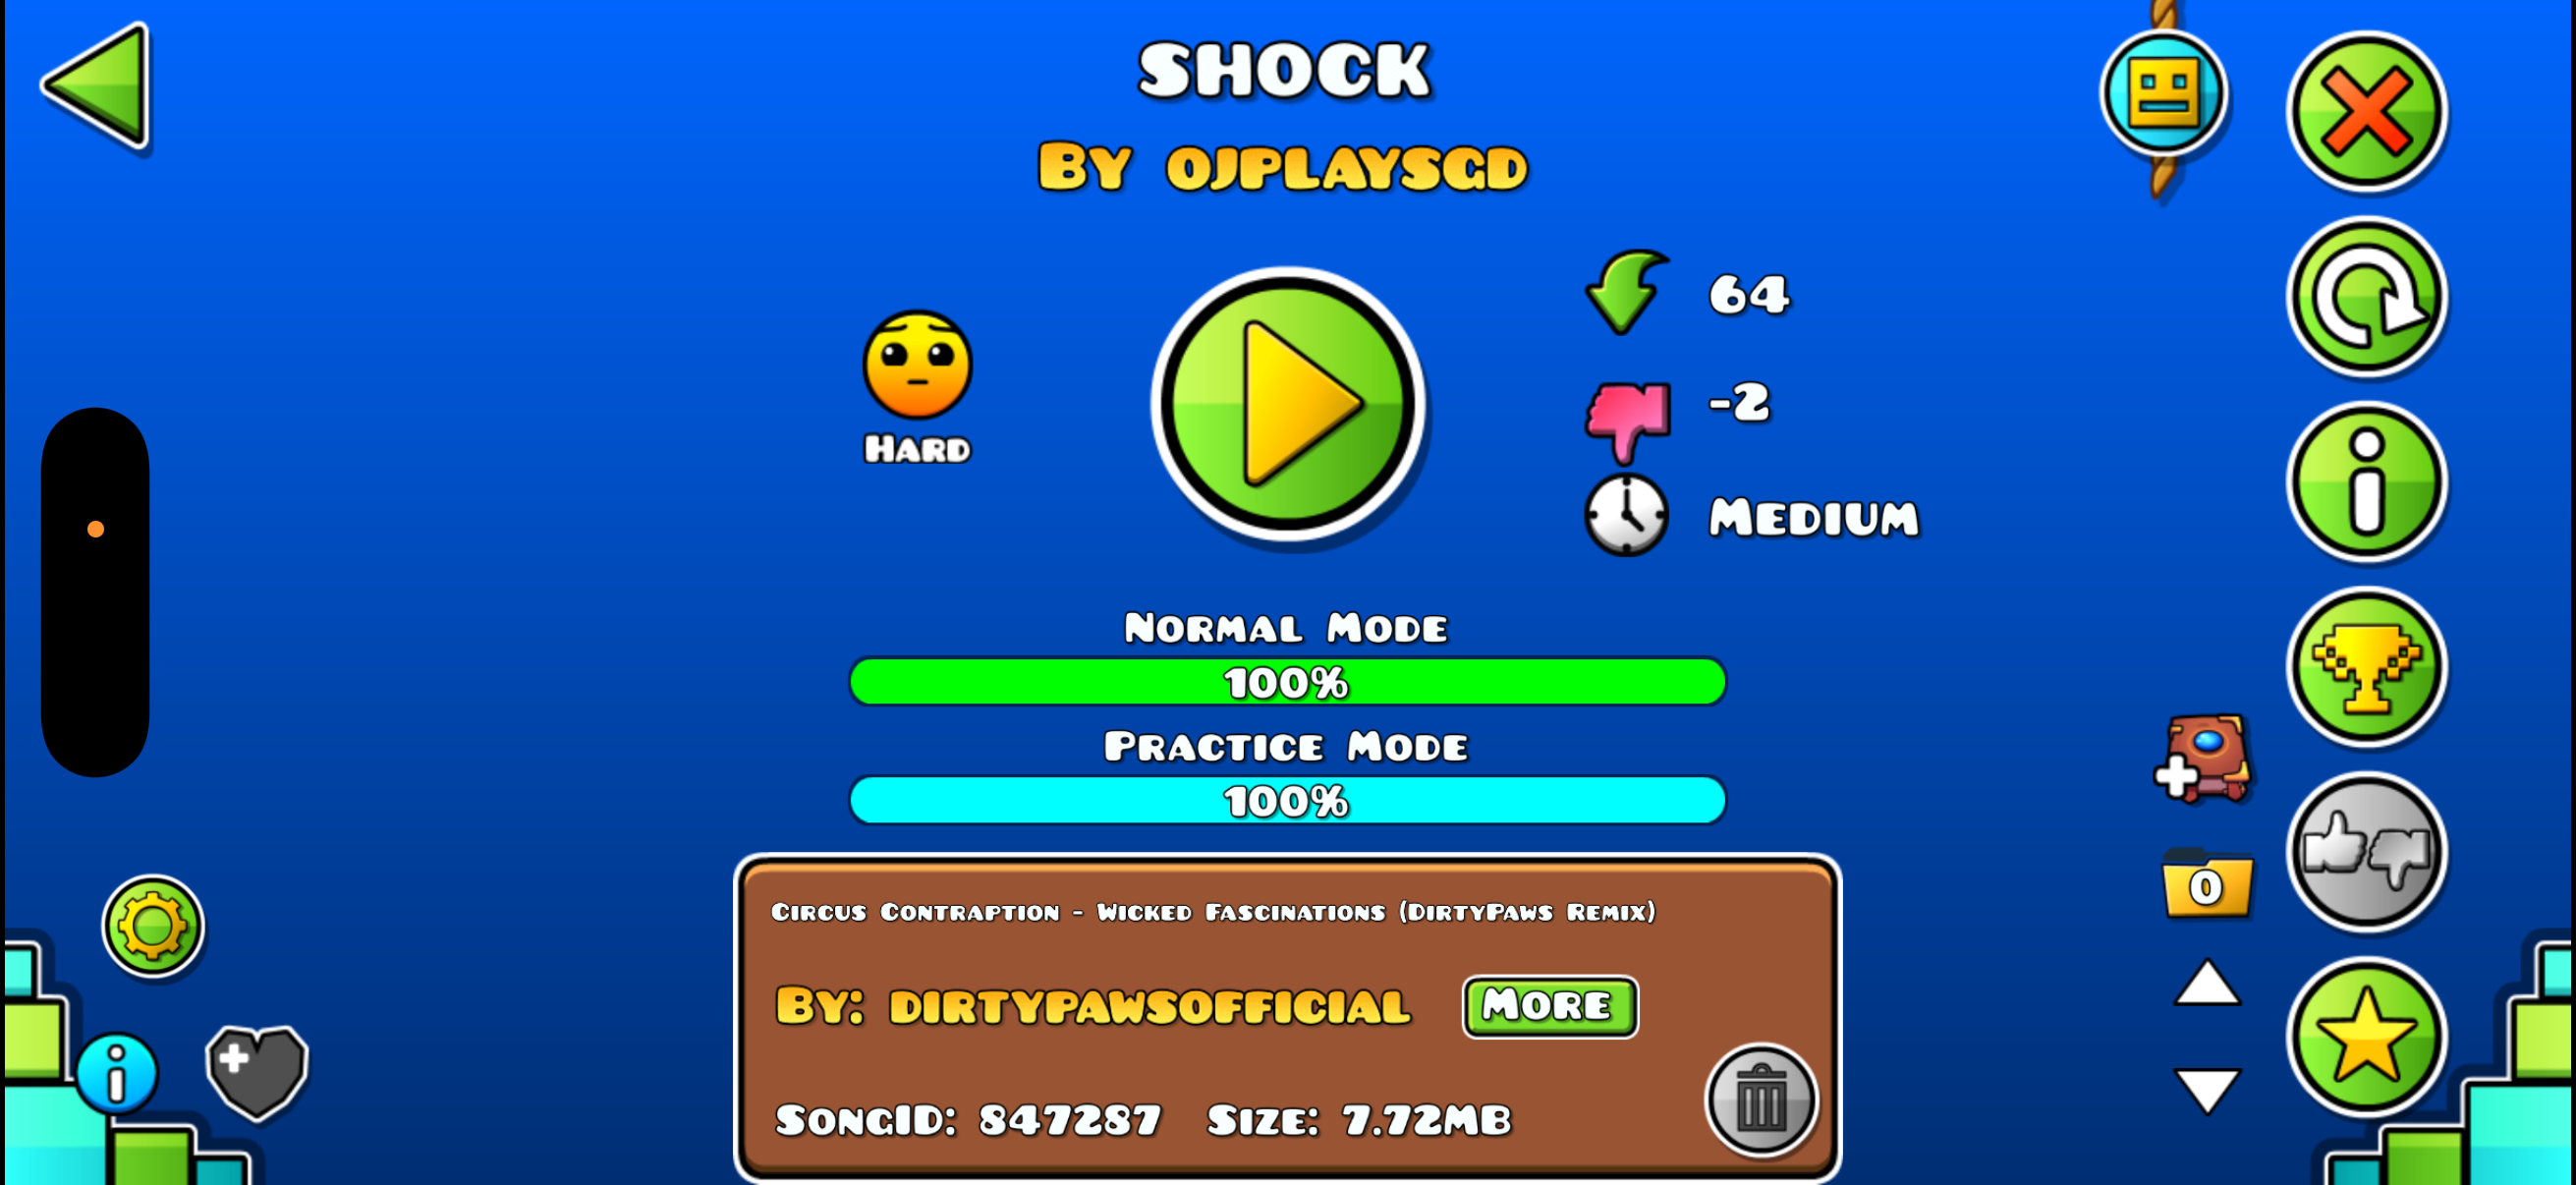 SHOCK
By OJPLAYSGD
64
-2
Hard
Medium
Normal Mode
100%
Practice Mode
100%
Circus Contraption - Wicked Fascinations (DirtyPaws Remix)
By: DIRTYPAWSOFFICIAL
More
SongID: 847287 Size: 7.72MB
0